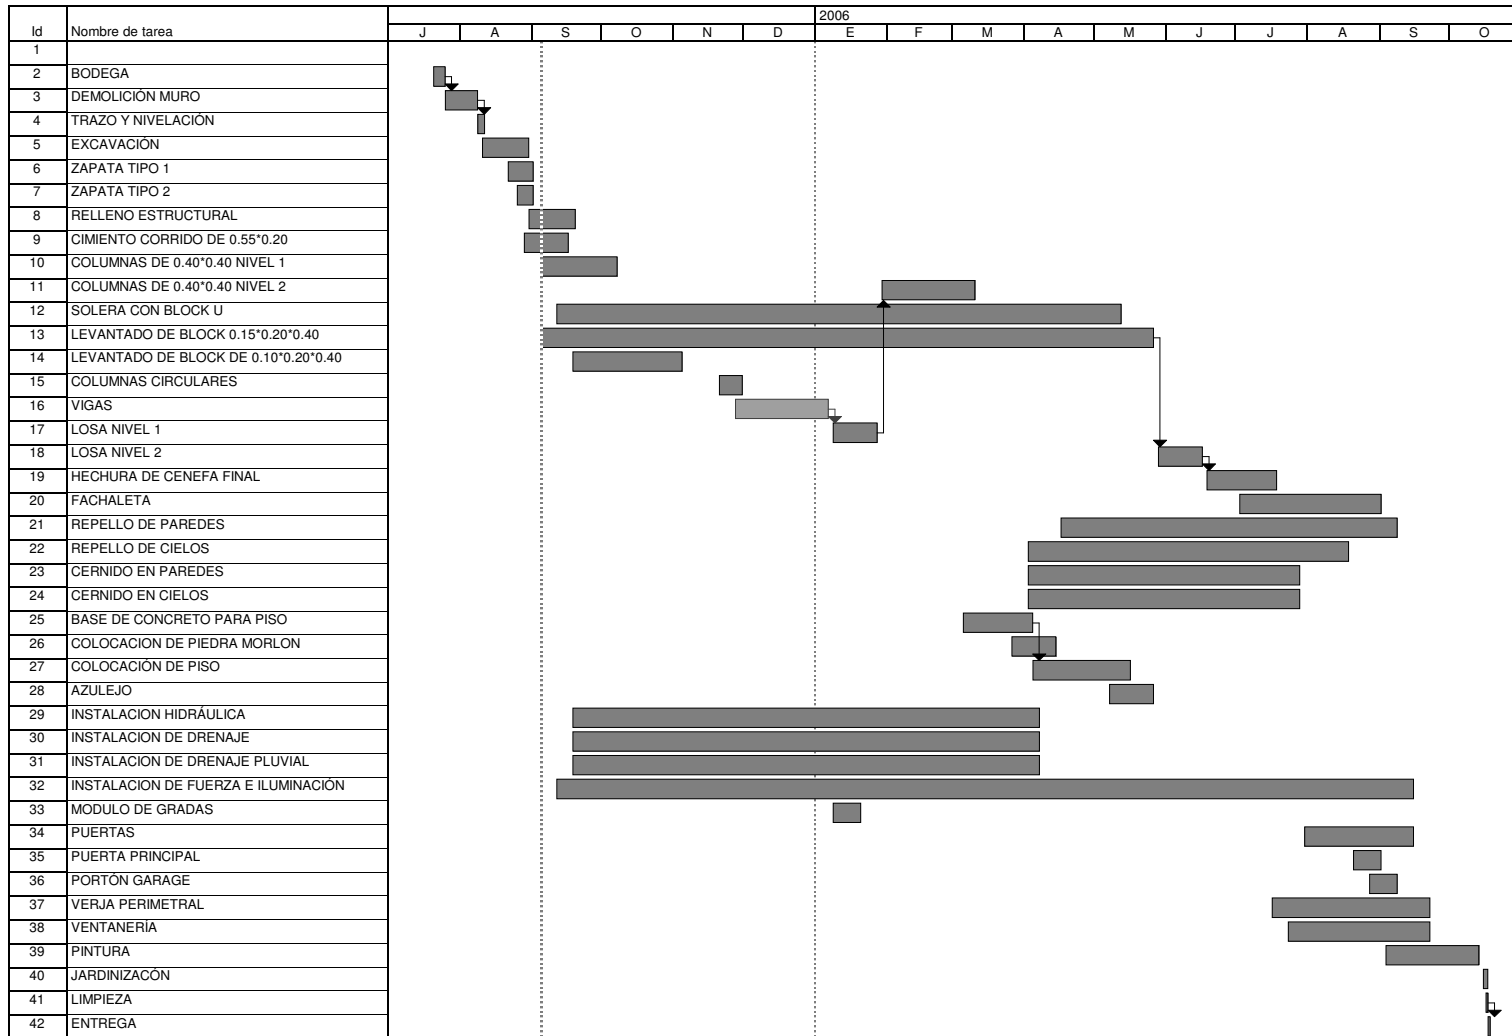 2006
Id Nombre de tarea J A S O N D E F M A M J J A S O
1
2 BODEGA
3 DEMOLICIÓN MURO
4 TRAZO Y NIVELACIÓN
5 EXCAVACIÓN
6 ZAPATA TIPO 1
7 ZAPATA TIPO 2
8 RELLENO ESTRUCTURAL
9 CIMIENTO CORRIDO DE 0.55*0.20
10 COLUMNAS DE 0.40*0.40 NIVEL 1
11 COLUMNAS DE 0.40*0.40 NIVEL 2
12 SOLERA CON BLOCK U
13 LEVANTADO DE BLOCK 0.15*0.20*0.40
14 LEVANTADO DE BLOCK DE 0.10*0.20*0.40
15 COLUMNAS CIRCULARES
16 VIGAS
17 LOSA NIVEL 1
18 LOSA NIVEL 2
19 HECHURA DE CENEFA FINAL
20 FACHALETA
21 REPELLO DE PAREDES
22 REPELLO DE CIELOS
23 CERNIDO EN PAREDES
24 CERNIDO EN CIELOS
25 BASE DE CONCRETO PARA PISO
26 COLOCACION DE PIEDRA MORLON
27 COLOCACIÓN DE PISO
28 AZULEJO
29 INSTALACION HIDRÁULICA
30 INSTALACION DE DRENAJE
31 INSTALACION DE DRENAJE PLUVIAL
32 INSTALACION DE FUERZA E ILUMINACIÓN
33 MODULO DE GRADAS
34 PUERTAS
35 PUERTA PRINCIPAL
36 PORTÓN GARAGE
37 VERJA PERIMETRAL
38 VENTANERÍA
39 PINTURA
40 JARDINIZACÓN
41 LIMPIEZA
42 ENTREGA